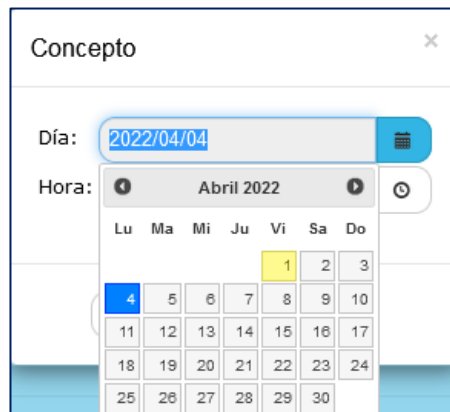 Concepto ×
Día: 2022/04/04
Hora:
Abril 2022
Lu Ma Mi Ju Vi Sa Do
1 2 3
4 5 6 7 8 9 10
11 12 13 14 15 16 17
18 19 20 21 22 23 24
25 26 27 28 29 30